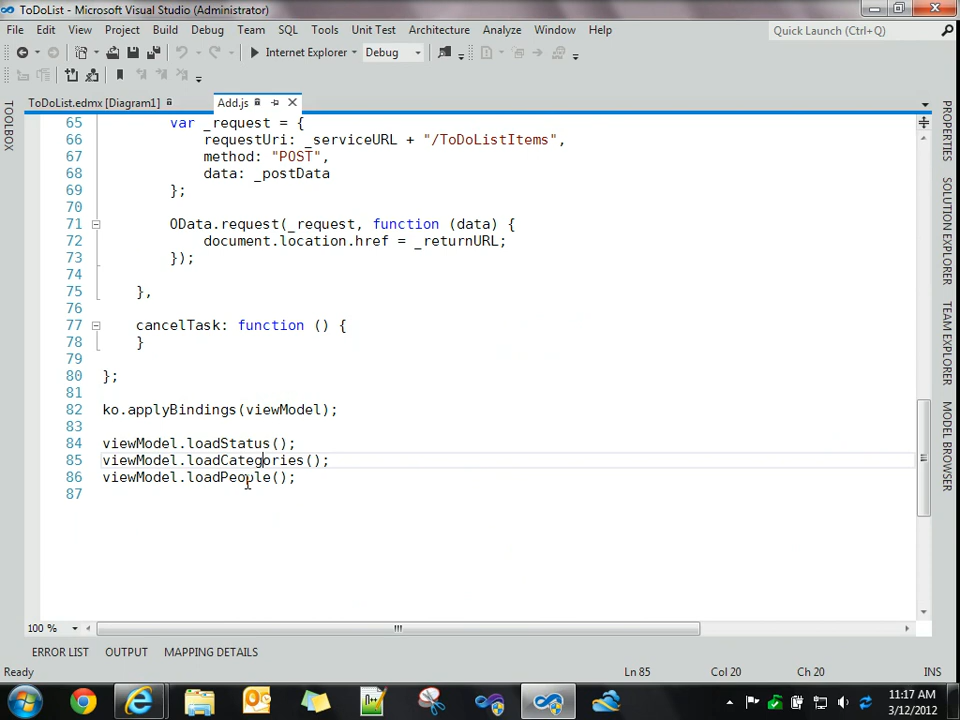 ToDoList - Microsoft Visual Studio (Administrator)
File Edit View Project Build Debug Team SQL Tools Unit Test Architecture Analyze Window Help
Quick Launch (Ctrl+Q)
Internet Explorer Debug
ToDoList.edmx [Diagram1] Add.js
TOOLBOX
65 var _request = {
66 requestUri: _serviceURL + "/ToDoListItems",
67 method: "POST",
68 data: _postData
69 };
70
71 OData.request(_request, function (data) {
72 document.location.href = _returnURL;
73 });
74
75 },
76
77 cancelTask: function () {
78 }
79
80 };
81
82 ko.applyBindings(viewModel);
83
84 viewModel.loadStatus();
85 viewModel.loadCategories();
86 viewModel.loadPeople();
87
PROPERTIES
SOLUTION EXPLORER
TEAM EXPLORER
MODEL BROWSER
100 %
ERROR LIST OUTPUT MAPPING DETAILS
Ready Ln 85 Col 20 Ch 20 INS
11:17 AM
3/12/2012